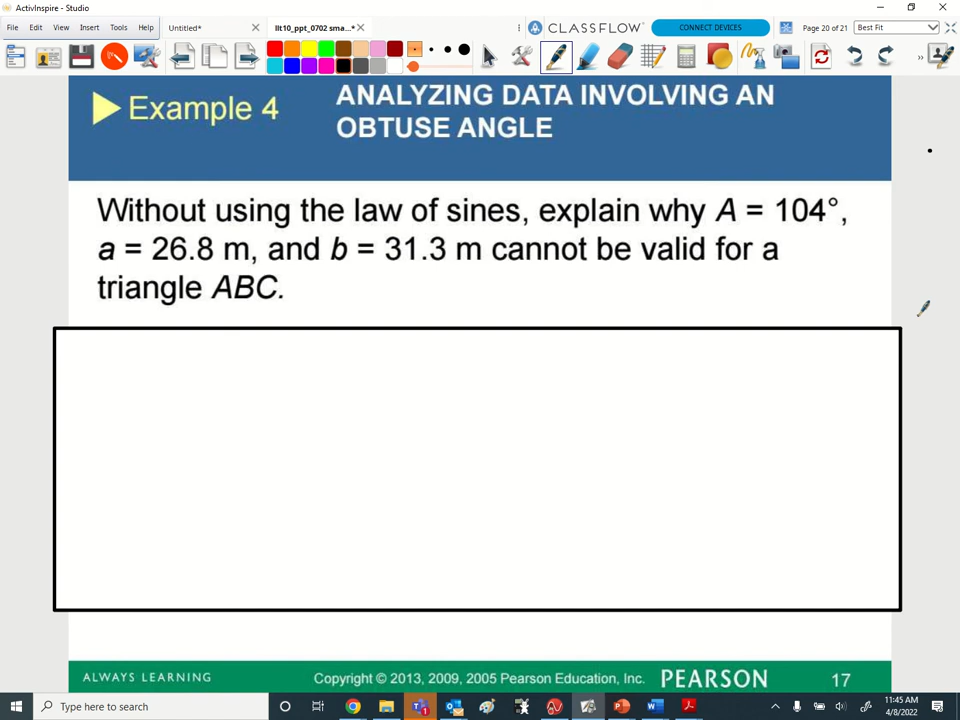 ActivInspire - Studio
File Edit View Insert Tools Help
Untitled*
llt10_ppt_0702 sma...*
CLASSFLOW
CONNECT DEVICES
Page 20 of 21
Best Fit
Example 4
ANALYZING DATA INVOLVING AN
OBTUSE ANGLE
Without using the law of sines, explain why A = 104°,
a = 26.8 m, and b = 31.3 m cannot be valid for a
triangle ABC.
ALWAYS LEARNING
Copyright © 2013, 2009, 2005 Pearson Education, Inc.
PEARSON
17
Type here to search
11:45 AM
4/8/2022